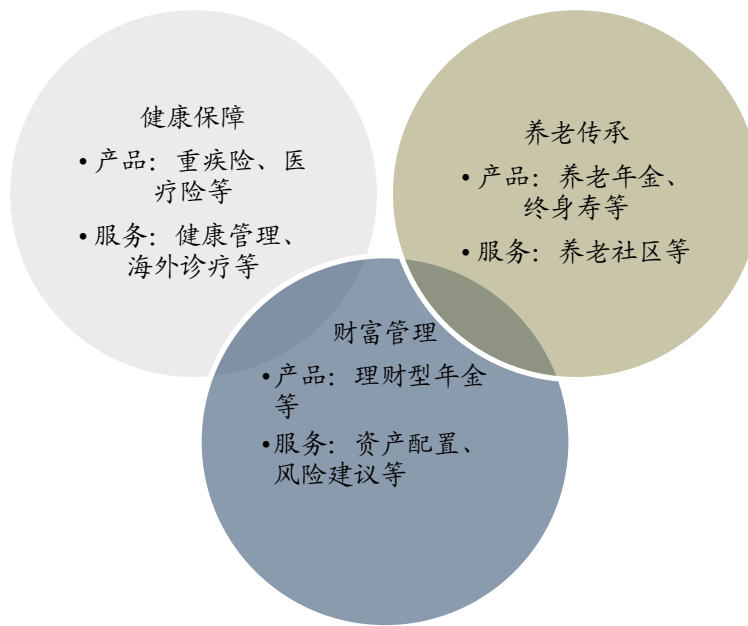 健康保障
• 产品：重疾险、医
疗险等
• 服务：健康管理、
海外诊疗等
养老传承
• 产品：养老年金、
终身寿等
• 服务：养老社区等
财富管理
• 产品：理财型年金
等
• 服务：资产配置、
风险建议等